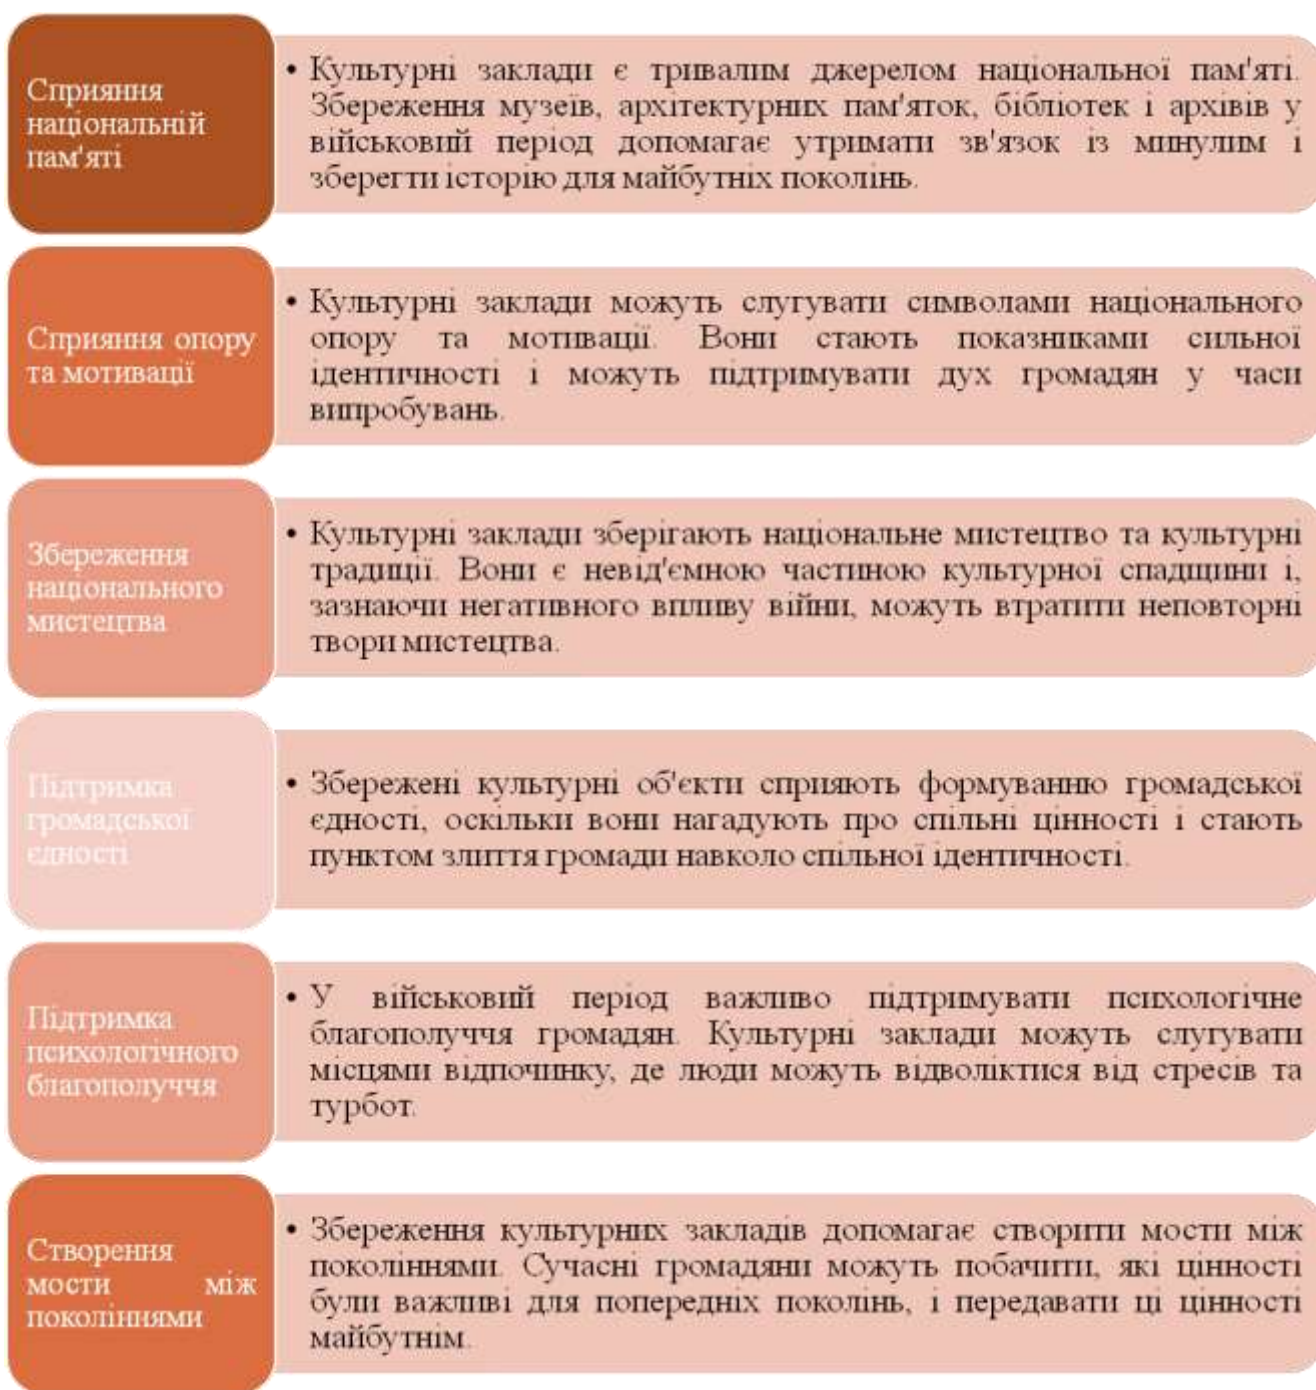 Сприяння
національній
пам'яті
• Культурні заклади є тривалим джерелом національної пам'яті.
Збереження музеїв, архітектурних пам'яток, бібліотек і архівів у
військовий період допомагає утримати зв'язок із минулим і
зберегти історію для майбутніх поколінь.
Сприяння опору
та мотивації
• Культурні заклади можуть слугувати символами національного
опору та мотивації. Вони стають показниками сильної
ідентичності і можуть підтримувати дух громадян у часи
випробувань.
Збереження
національного
мистецтва
• Культурні заклади зберігають національне мистецтво та культурні
традиції. Вони є невід'ємною частиною культурної спадщини і,
зазнаючи негативного впливу війни, можуть втратити неповторні
твори мистецтва.
Підтримка
громадської
єдності
• Збережені культурні об'єкти сприяють формуванню громадської
єдності, оскільки вони нагадують про спільні цінності і стають
пунктом злиття громади навколо спільної ідентичності.
Підтримка
психологічного
благополуччя
• У військовий період важливо підтримувати психологічне
благополуччя громадян. Культурні заклади можуть слугувати
місцями відпочинку, де люди можуть відволіктися від стресів та
турбот.
Створення
мости між
поколіннями
• Збереження культурних закладів допомагає створити мости між
поколіннями. Сучасні громадяни можуть побачити, які цінності
були важливі для попередніх поколінь, і передавати ці цінності
майбутнім.